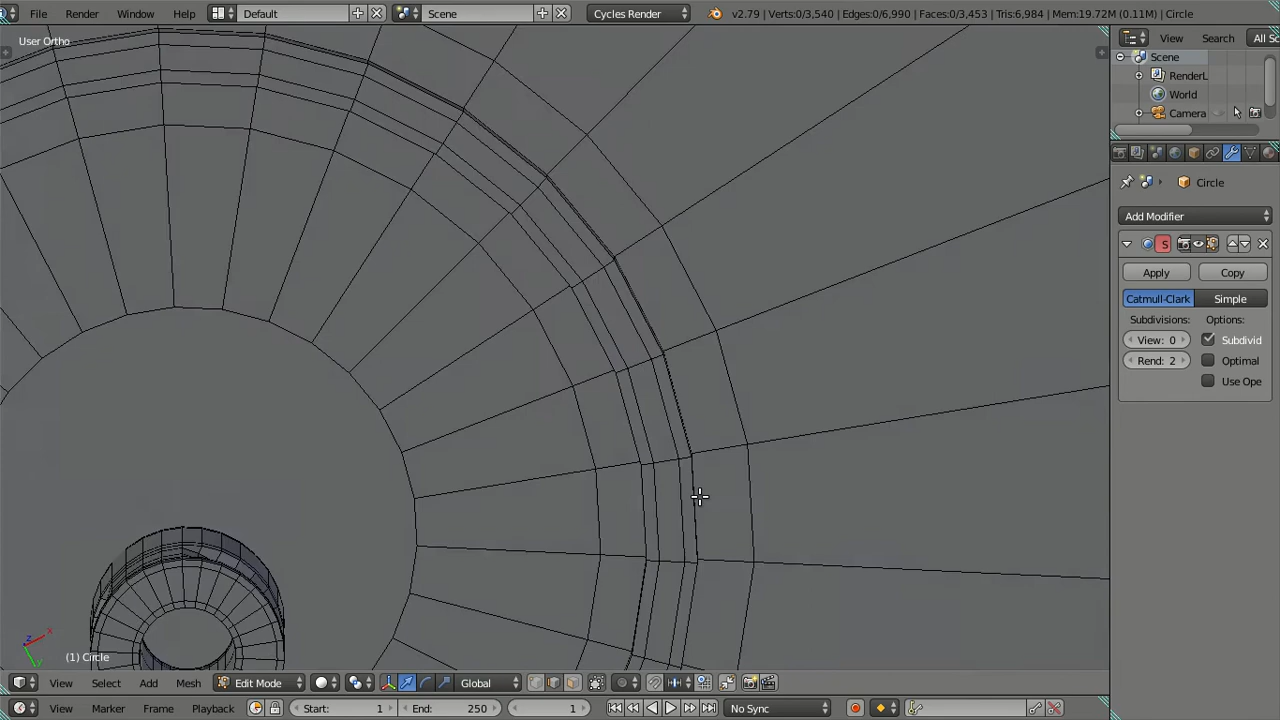 File Render Window Help Default Scene Cycles Render v2.79 | Verts:0/3,540 | Edges:0/6,990 | Faces:0/3,453 | Tris:6,984 | Mem:19.72M (0.11M) | Circle
User Ortho
View Search All Sc
Scene
RenderL
World
Camera
Circle
Add Modifier
S
Apply Copy
Catmull-Clark Simple
Subdivisions: Options:
View: 0 Subdivid
Rend: 2 Optimal
Use Ope
z x
y
(1) Circle
View Select Add Mesh Edit Mode Global
View Marker Frame Playback Start: 1 End: 250 1 No Sync